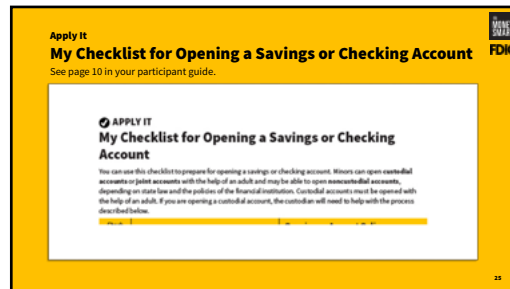 Apply It
My Checklist for Opening a Savings or Checking Account
See page 10 in your participant guide.
MONEY
SMART
FDIC
APPLY IT
My Checklist for Opening a Savings or Checking
Account
You can use this checklist to prepare for opening a savings or checking account. Minors can open custodial
accounts or joint accounts with the help of an adult and may be able to open noncustodial accounts,
depending on state law and the policies of the financial institution. Custodial accounts must be opened with
the help of an adult. If you are opening a custodial account, the custodian will need to help with the process
described below.
25